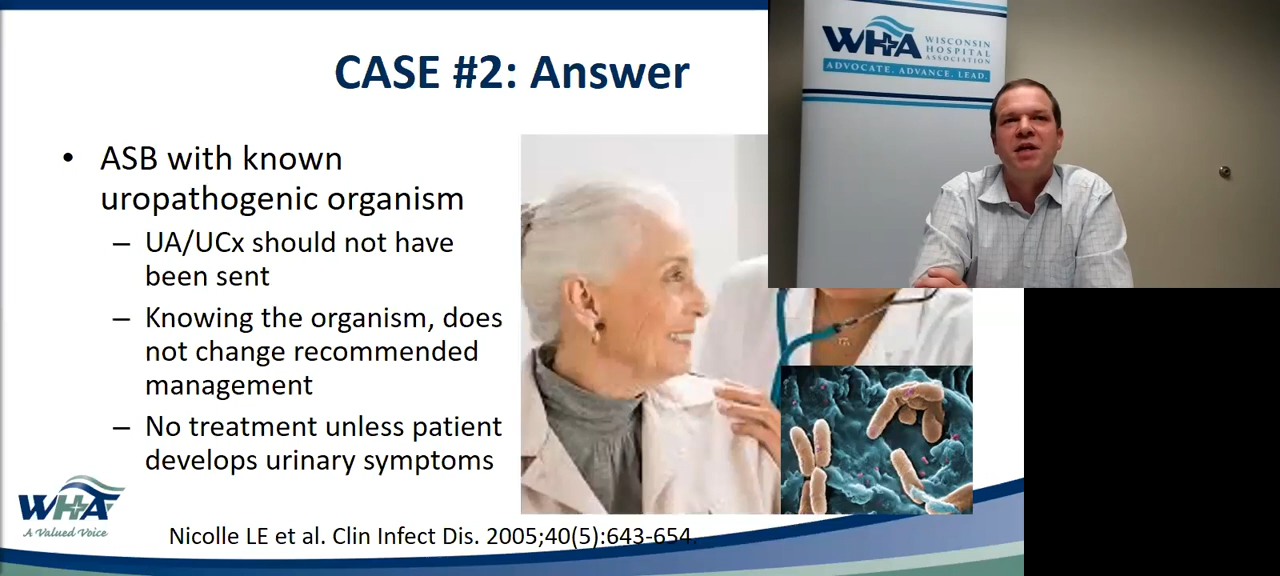 CASE #2: Answer
• ASB with known
uropathogenic organism
– UA/UCx should not have
been sent
– Knowing the organism, does
not change recommended
management
– No treatment unless patient
develops urinary symptoms
Nicolle LE et al. Clin Infect Dis. 2005;40(5):643-654.
WHA
A Valued Voice
WHA
WISCONSIN
HOSPITAL
ASSOCIATION
ADVOCATE. ADVANCE. LEAD.